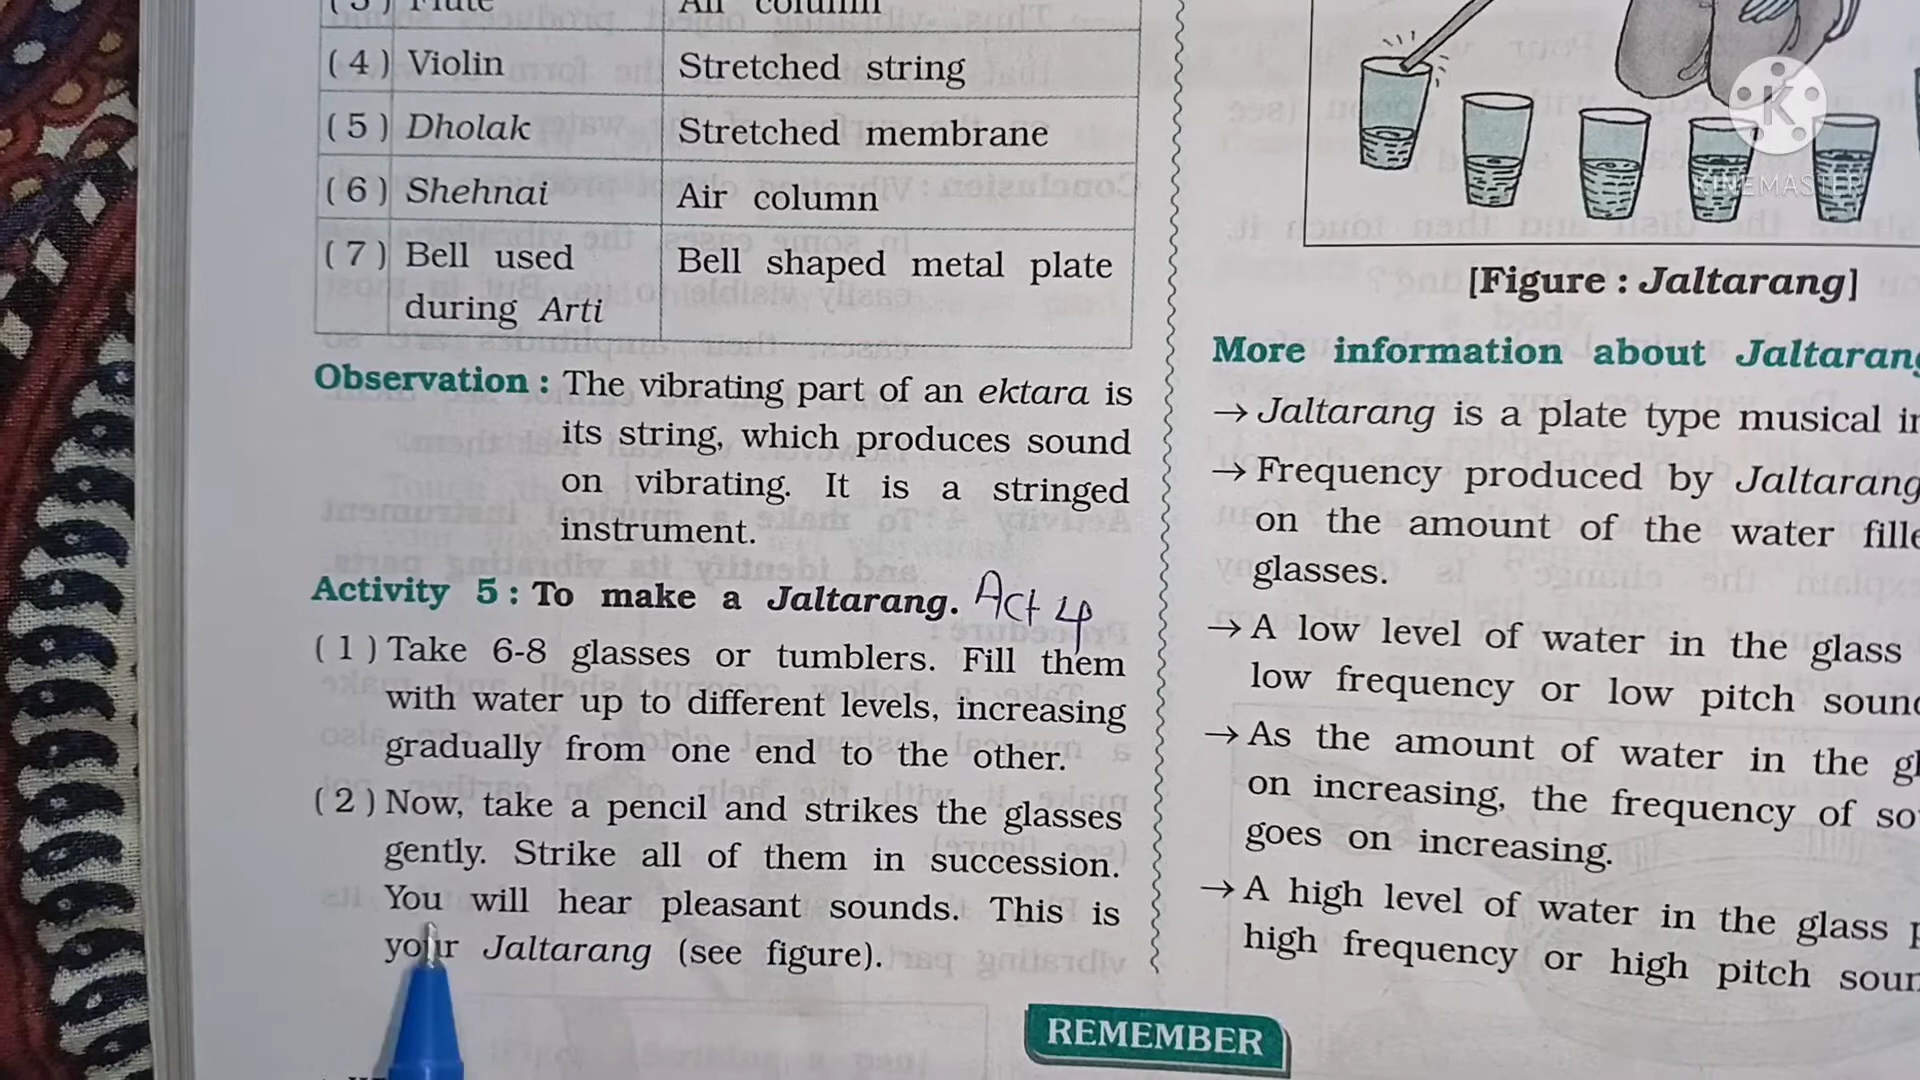 (3) Flute Air column
(4) Violin Stretched string
(5) Dholak Stretched membrane
(6) Shehnai Air column
(7) Bell used Bell shaped metal plate
during Arti
Observation : The vibrating part of an ektara is
its string, which produces sound
on vibrating. It is a stringed
instrument.
Activity 5 : To make a Jaltarang. Act 4
(1) Take 6-8 glasses or tumblers. Fill them
with water up to different levels, increasing
gradually from one end to the other.
(2) Now, take a pencil and strikes the glasses
gently. Strike all of them in succession.
You will hear pleasant sounds. This is
your Jaltarang (see figure).
K
KINEMASTER
[Figure : Jaltarang]
More information about Jaltarang
→ Jaltarang is a plate type musical
→ Frequency produced by Jaltarang
on the amount of the water
glasses.
→ A low level of water in the glass
low frequency or low pitch
→ As the amount of water in the
on increasing, the frequency of
goes on increasing.
→ A high level of water in the glass
high frequency or high pitch
REMEMBER